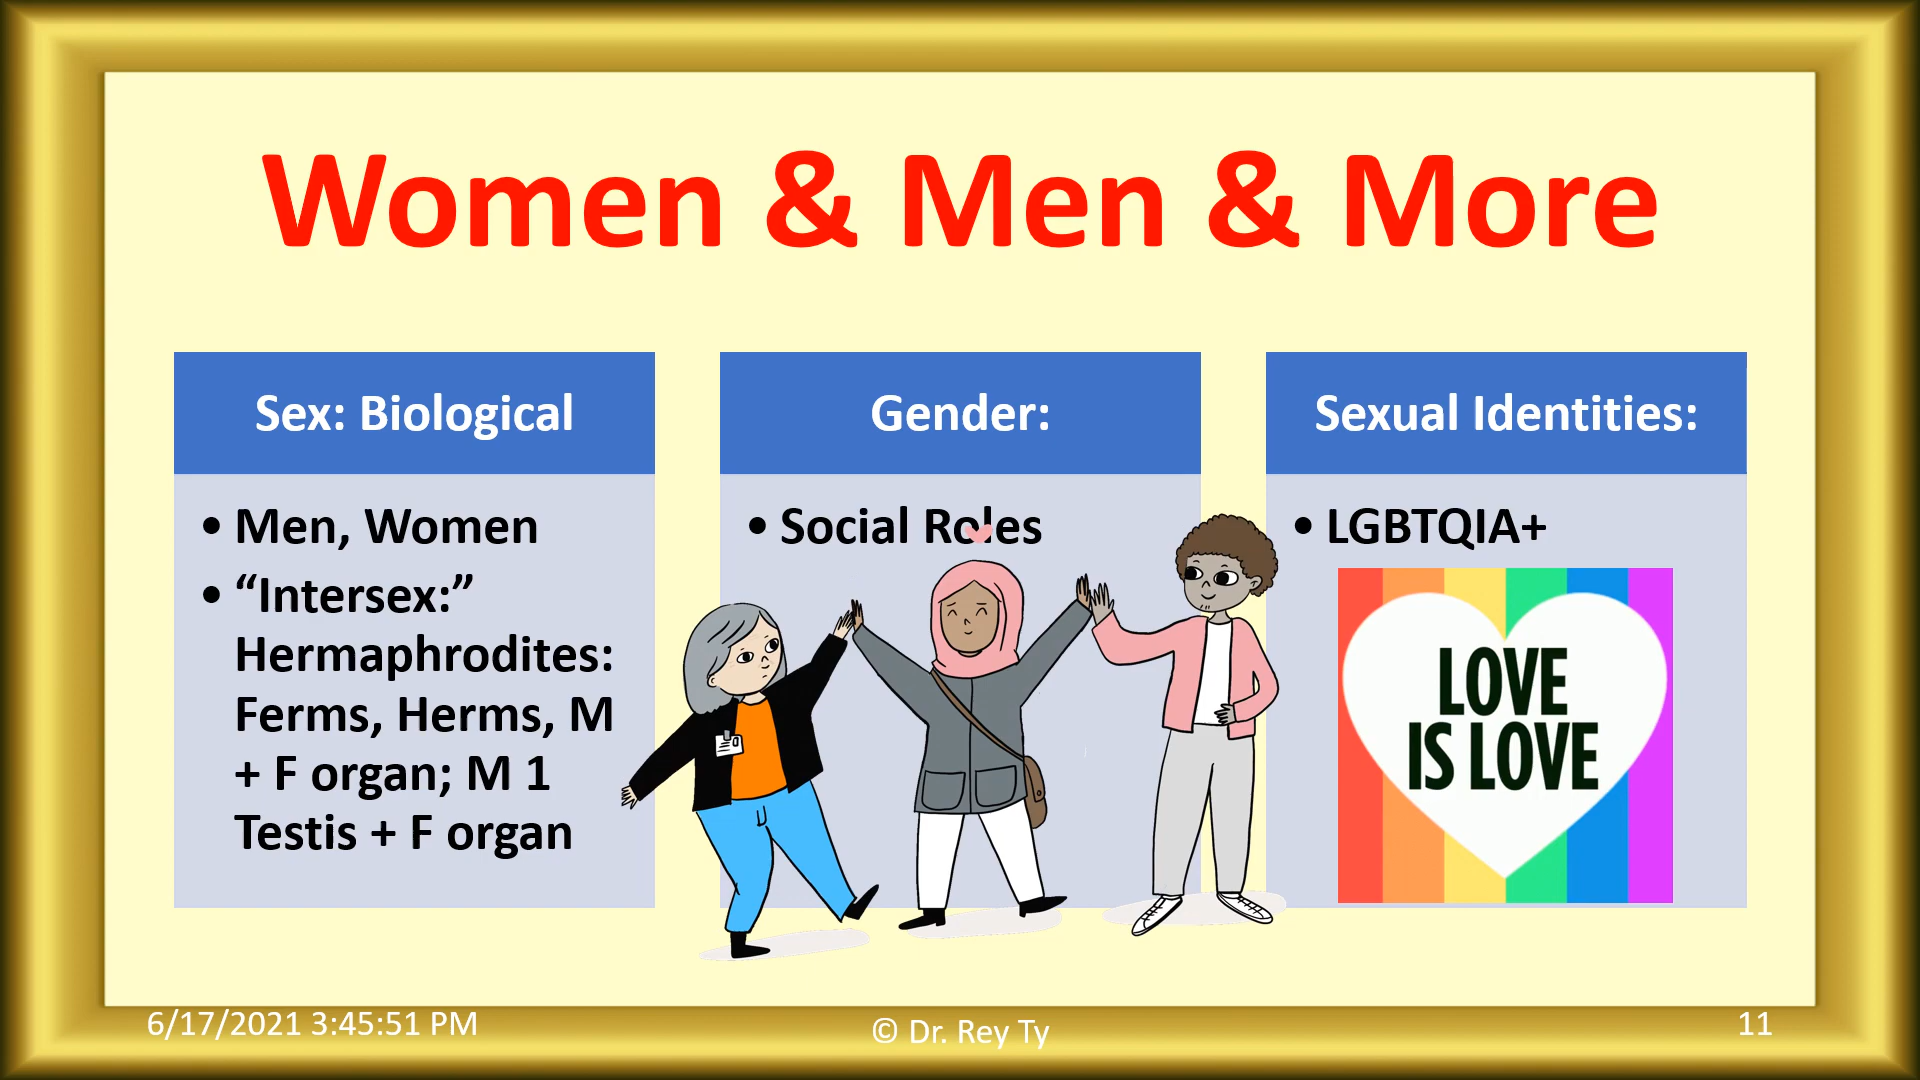 Women & Men & More
Sex: Biological
• Men, Women
• “Intersex:”
Hermaphrodites:
Ferms, Herms, M
+ F organ; M 1
Testis + F organ
Gender:
• Social Roles
Sexual Identities:
• LGBTQIA+
LOVE
IS LOVE
6/17/2021 3:45:51 PM
© Dr. Rey Ty
11